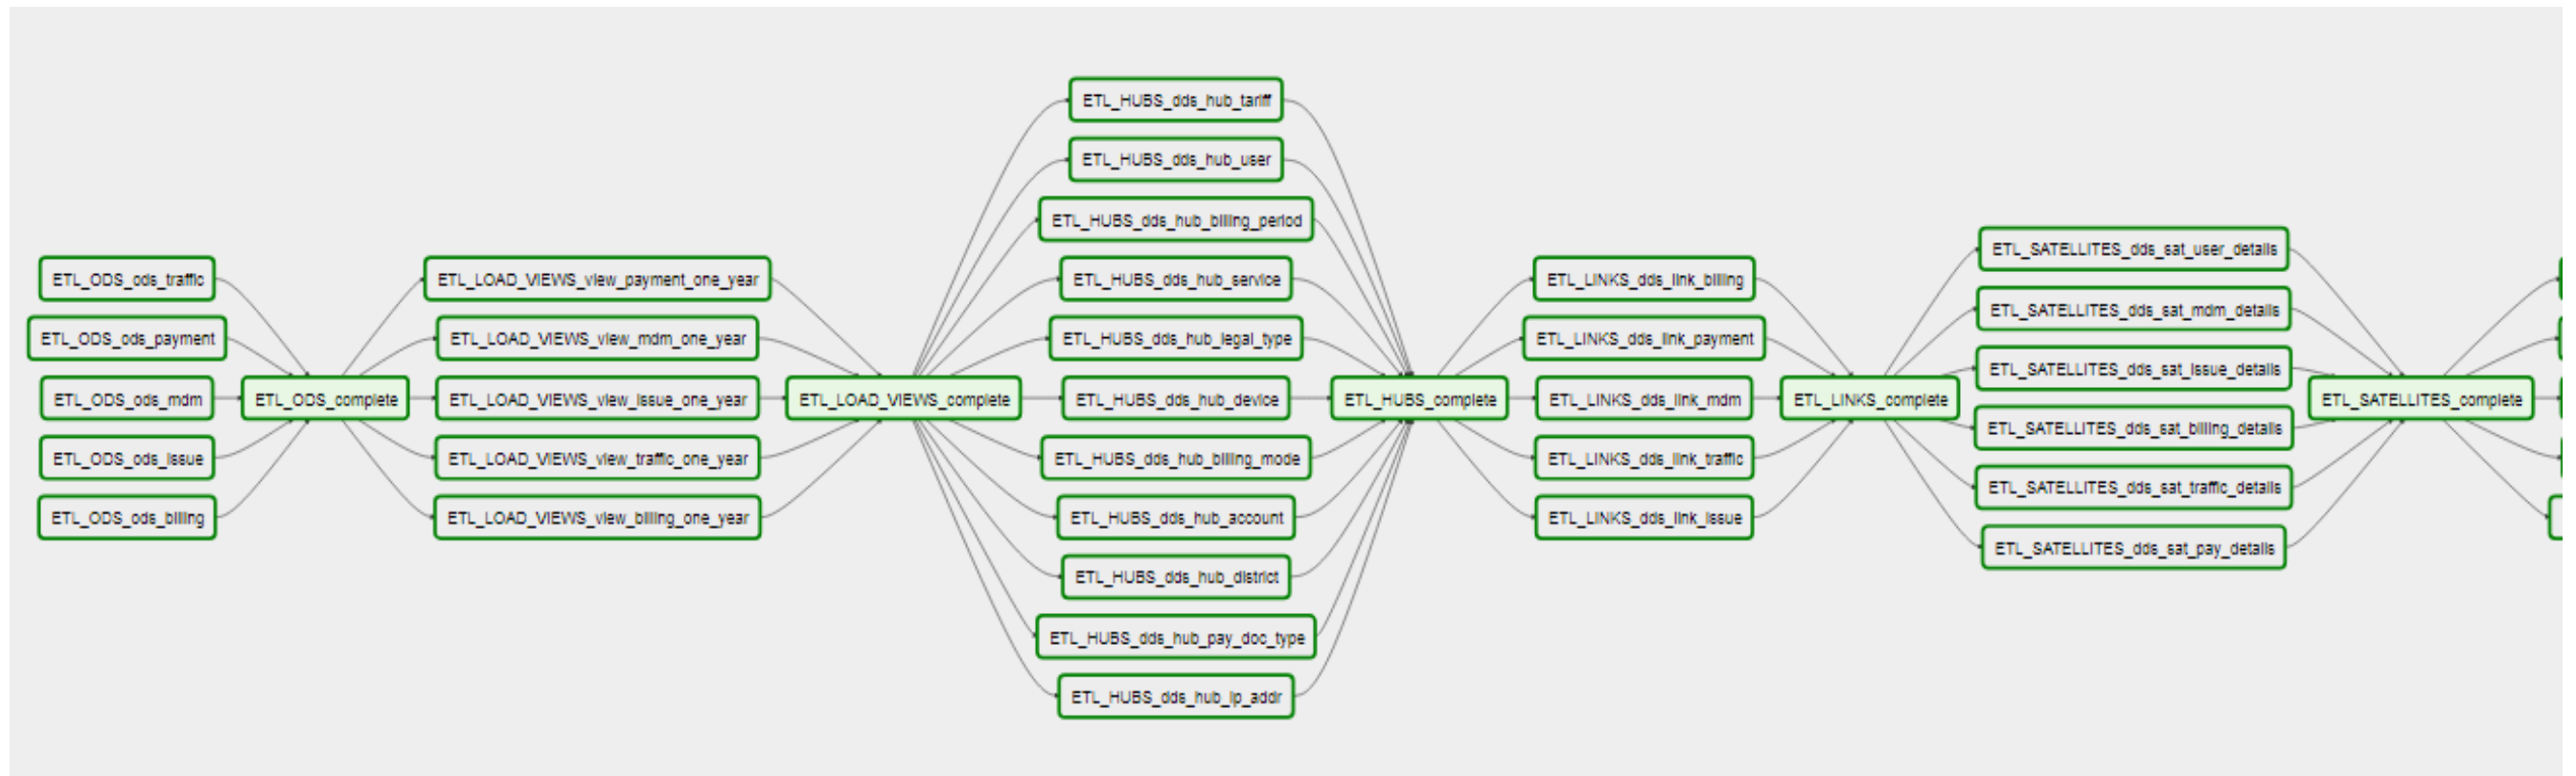 ETL_ODS_ods_traffic
ETL_ODS_ods_payment
ETL_ODS_ods_mdm
ETL_ODS_ods_issue
ETL_ODS_ods_billing
ETL_ODS_complete
ETL_LOAD_VIEWS_view_payment_one_year
ETL_LOAD_VIEWS_view_mdm_one_year
ETL_LOAD_VIEWS_view_issue_one_year
ETL_LOAD_VIEWS_view_traffic_one_year
ETL_LOAD_VIEWS_view_billing_one_year
ETL_LOAD_VIEWS_complete
ETL_HUBS_dds_hub_tariff
ETL_HUBS_dds_hub_user
ETL_HUBS_dds_hub_billing_period
ETL_HUBS_dds_hub_service
ETL_HUBS_dds_hub_legal_type
ETL_HUBS_dds_hub_device
ETL_HUBS_dds_hub_billing_mode
ETL_HUBS_dds_hub_account
ETL_HUBS_dds_hub_district
ETL_HUBS_dds_hub_pay_doc_type
ETL_HUBS_dds_hub_ip_addr
ETL_HUBS_complete
ETL_LINKS_dds_link_billing
ETL_LINKS_dds_link_payment
ETL_LINKS_dds_link_mdm
ETL_LINKS_dds_link_traffic
ETL_LINKS_dds_link_issue
ETL_LINKS_complete
ETL_SATELLITES_dds_sat_user_details
ETL_SATELLITES_dds_sat_mdm_details
ETL_SATELLITES_dds_sat_issue_details
ETL_SATELLITES_dds_sat_billing_details
ETL_SATELLITES_dds_sat_traffic_details
ETL_SATELLITES_dds_sat_pay_details
ETL_SATELLITES_complete